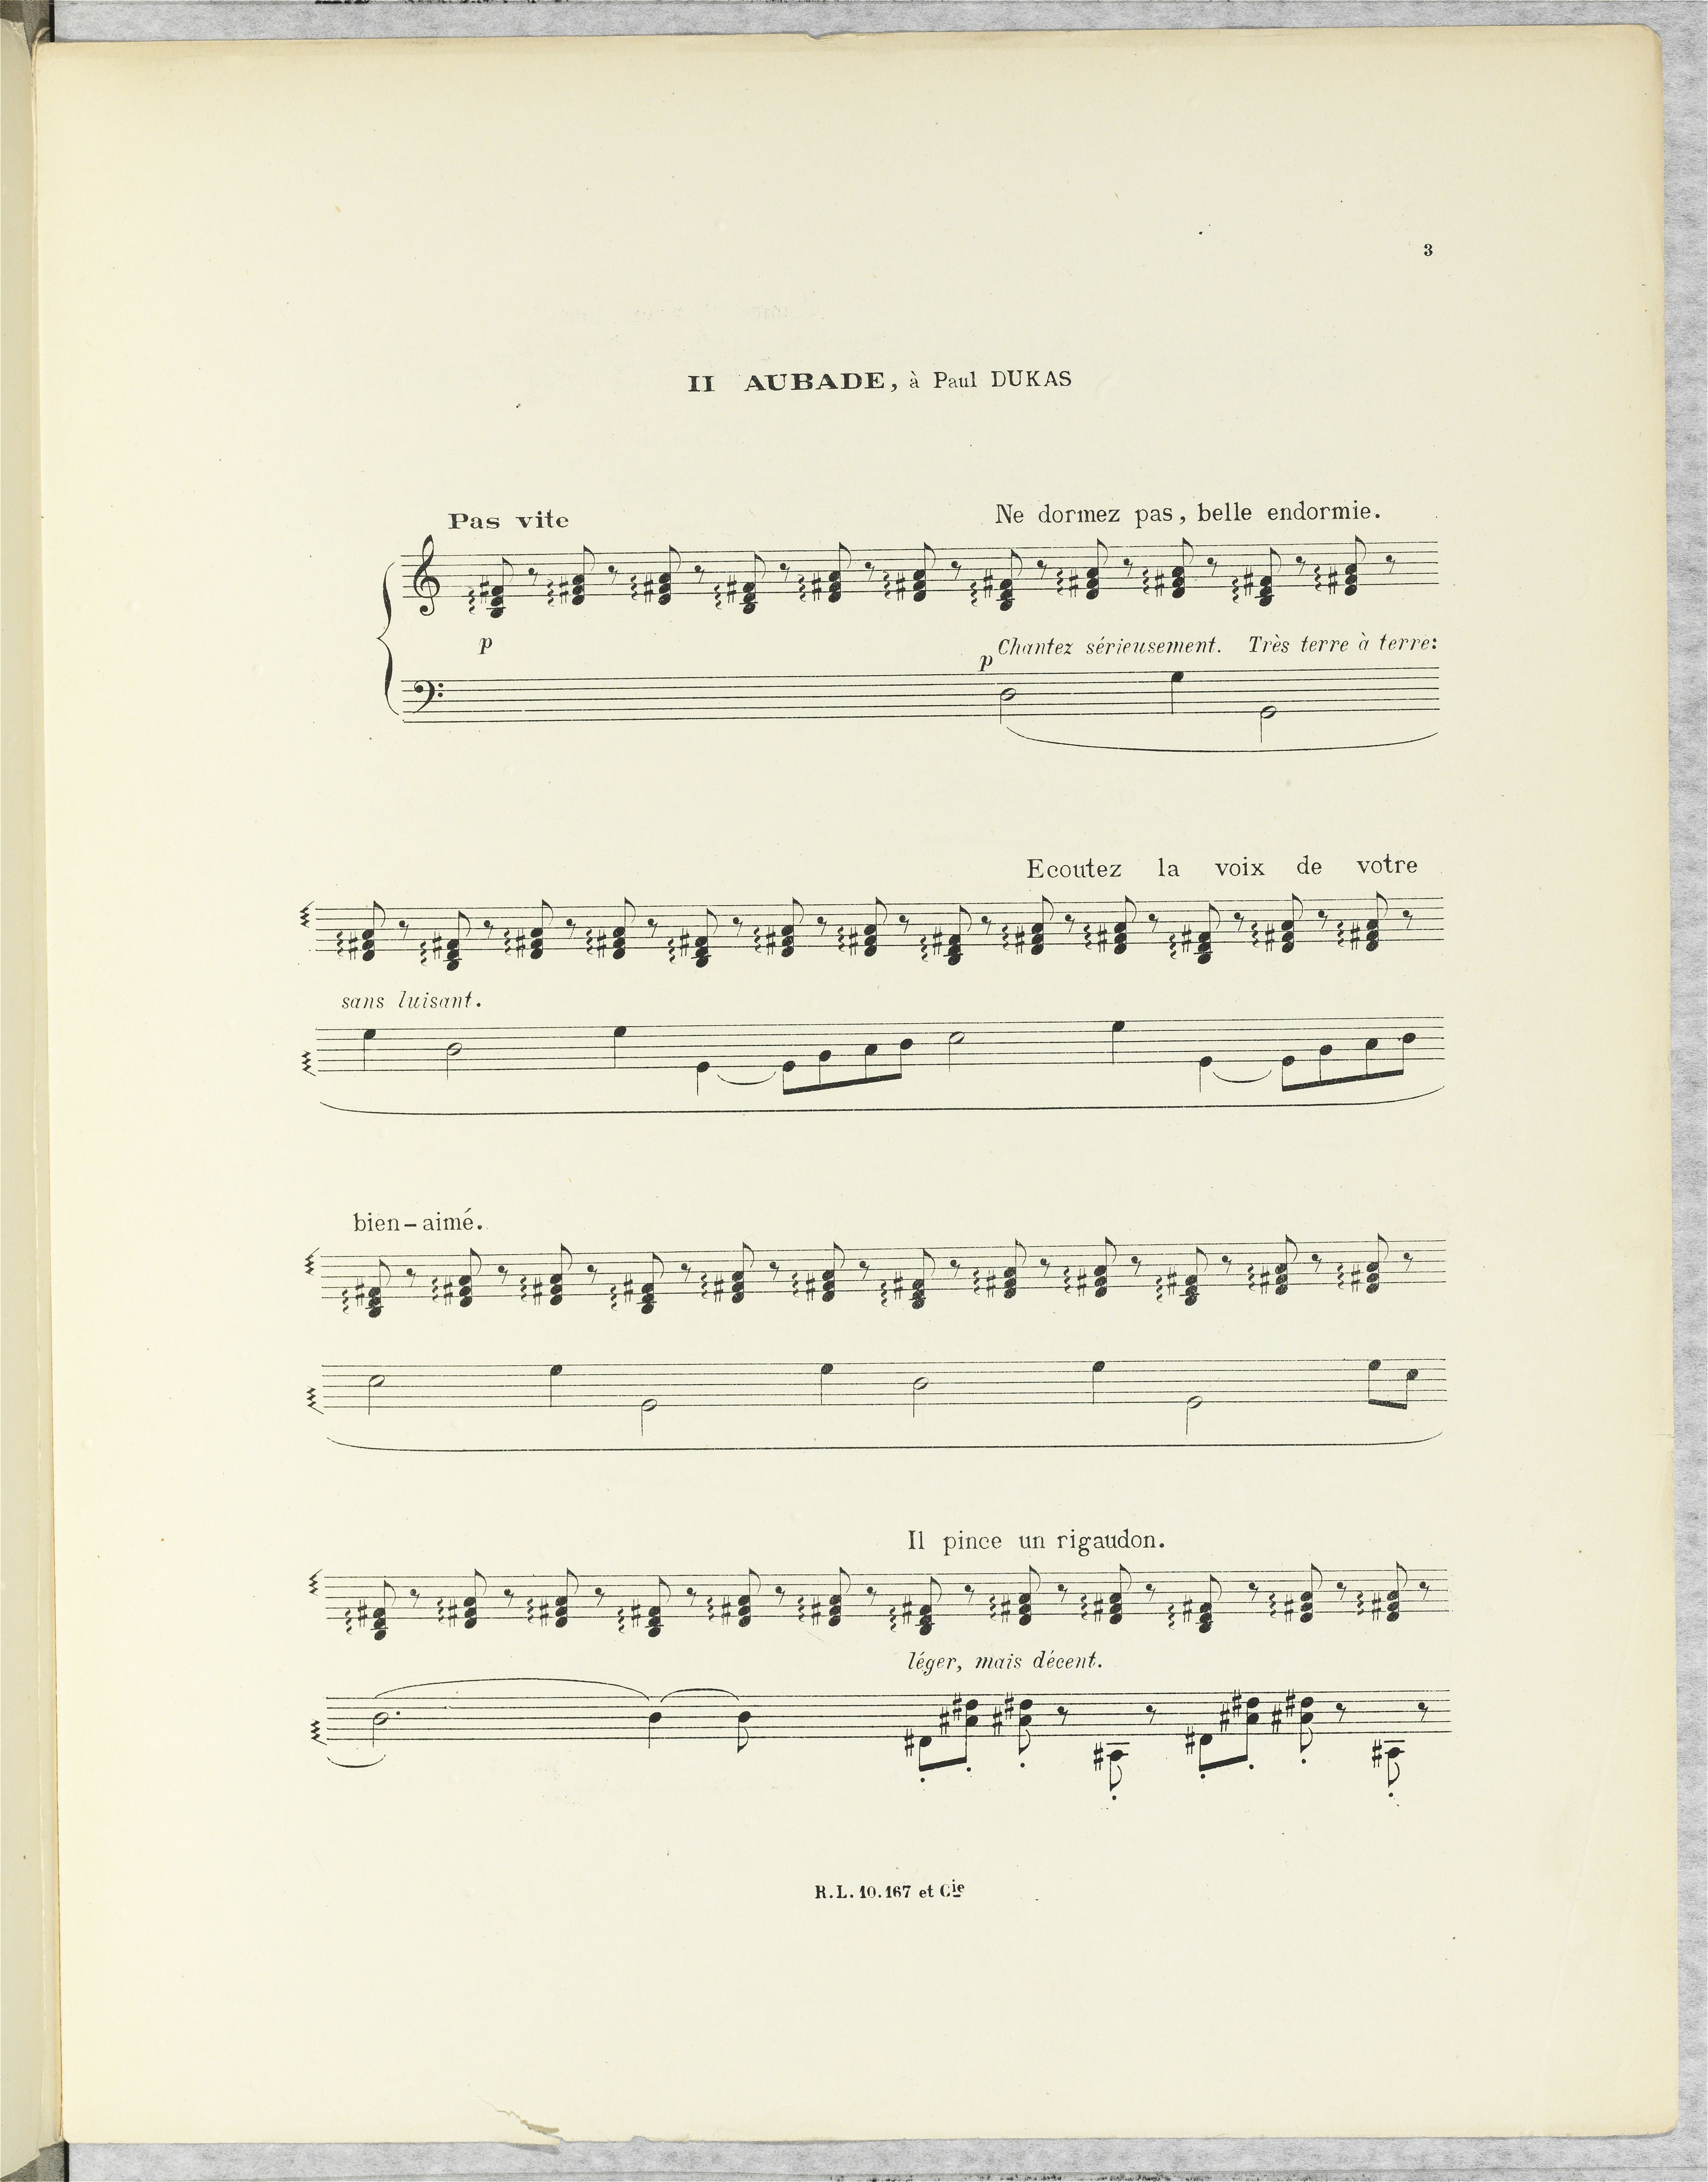 3
II AUBADE, à Paul DUKAS
Pas vite
Ne dormez pas, belle endormie.
p
Chantez sérieusement. Très terre à terre:
p
Ecoutez la voix de votre
sans luisant.
bien-aimé.
Il pince un rigaudon.
léger, mais décent.
R.L. 10.167 et Cie